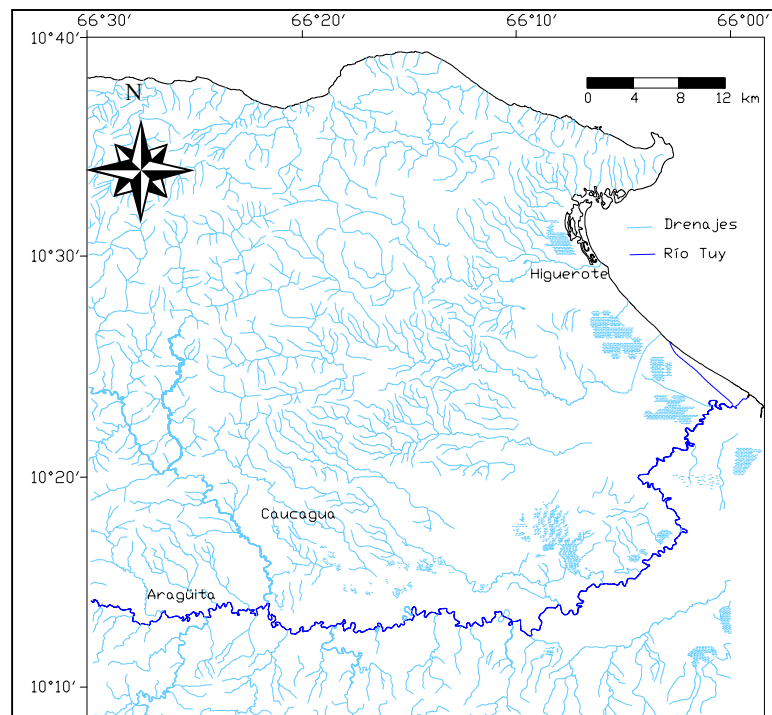 66°30′ 66°20′ 66°10′ 66°00′
10°40′
N
0 4 8 12 km
Drenajes
10°30′
Río Tuy
Higuerote
10°20′
Caucagua
Aragüita
10°10′